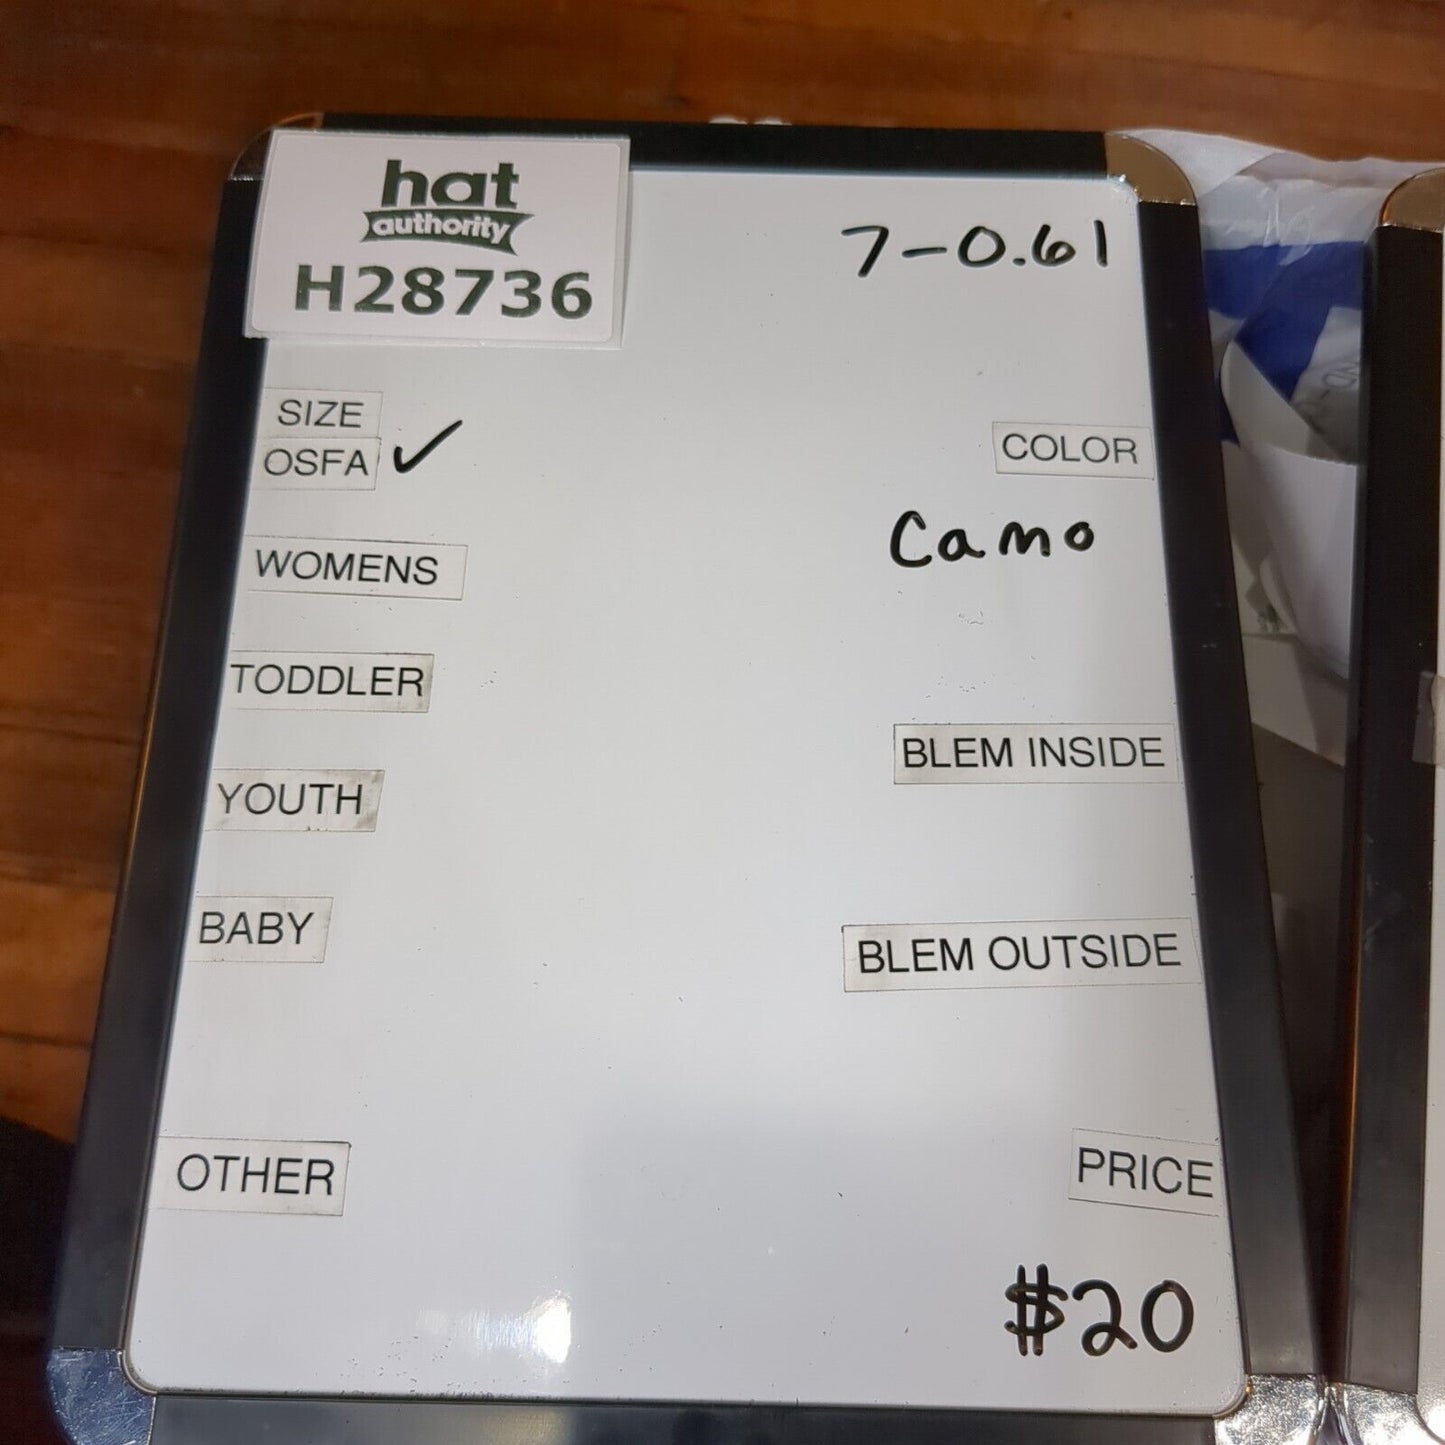 hat
authority
H28736
7-0.61
SIZE
OSFA ✓
COLOR
Camo
WOMENS
TODDLER
BLEM INSIDE
YOUTH
BABY
BLEM OUTSIDE
OTHER
PRICE
$20